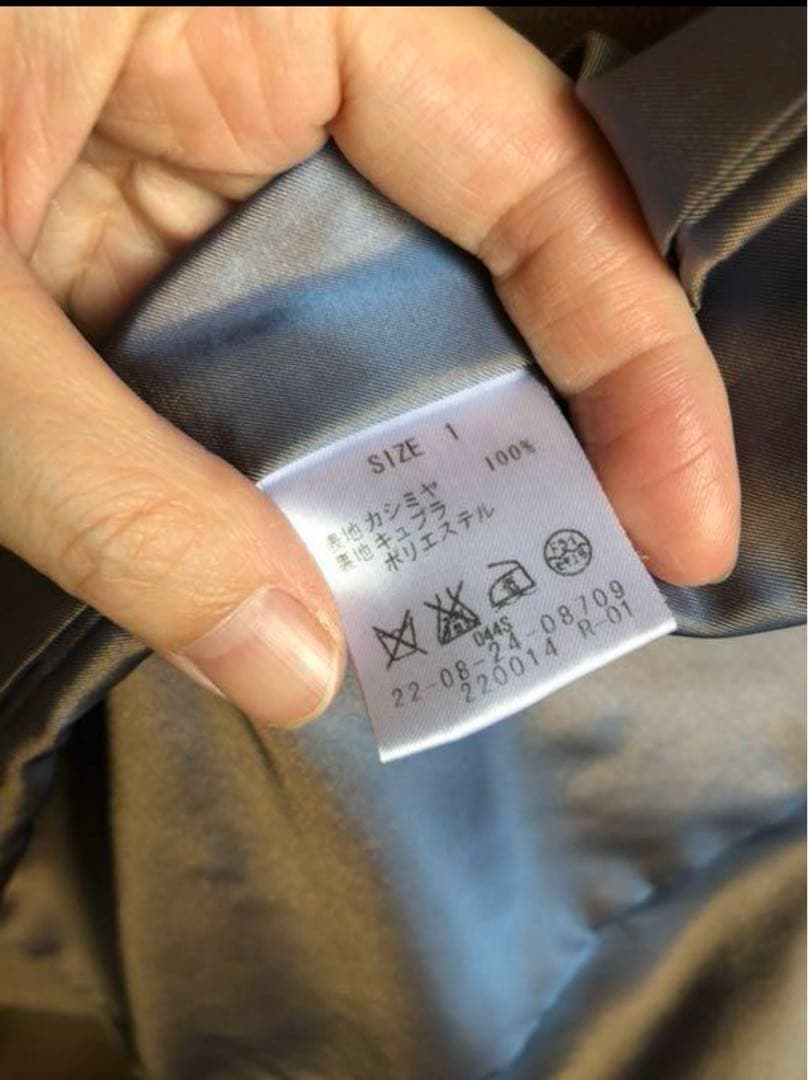 SIZE 1
表地 カシミヤ 100%
裏地 キュプラ
ポリエステル
ドライ
セキユ系
044S
22-08-24-08709
220014 R-01